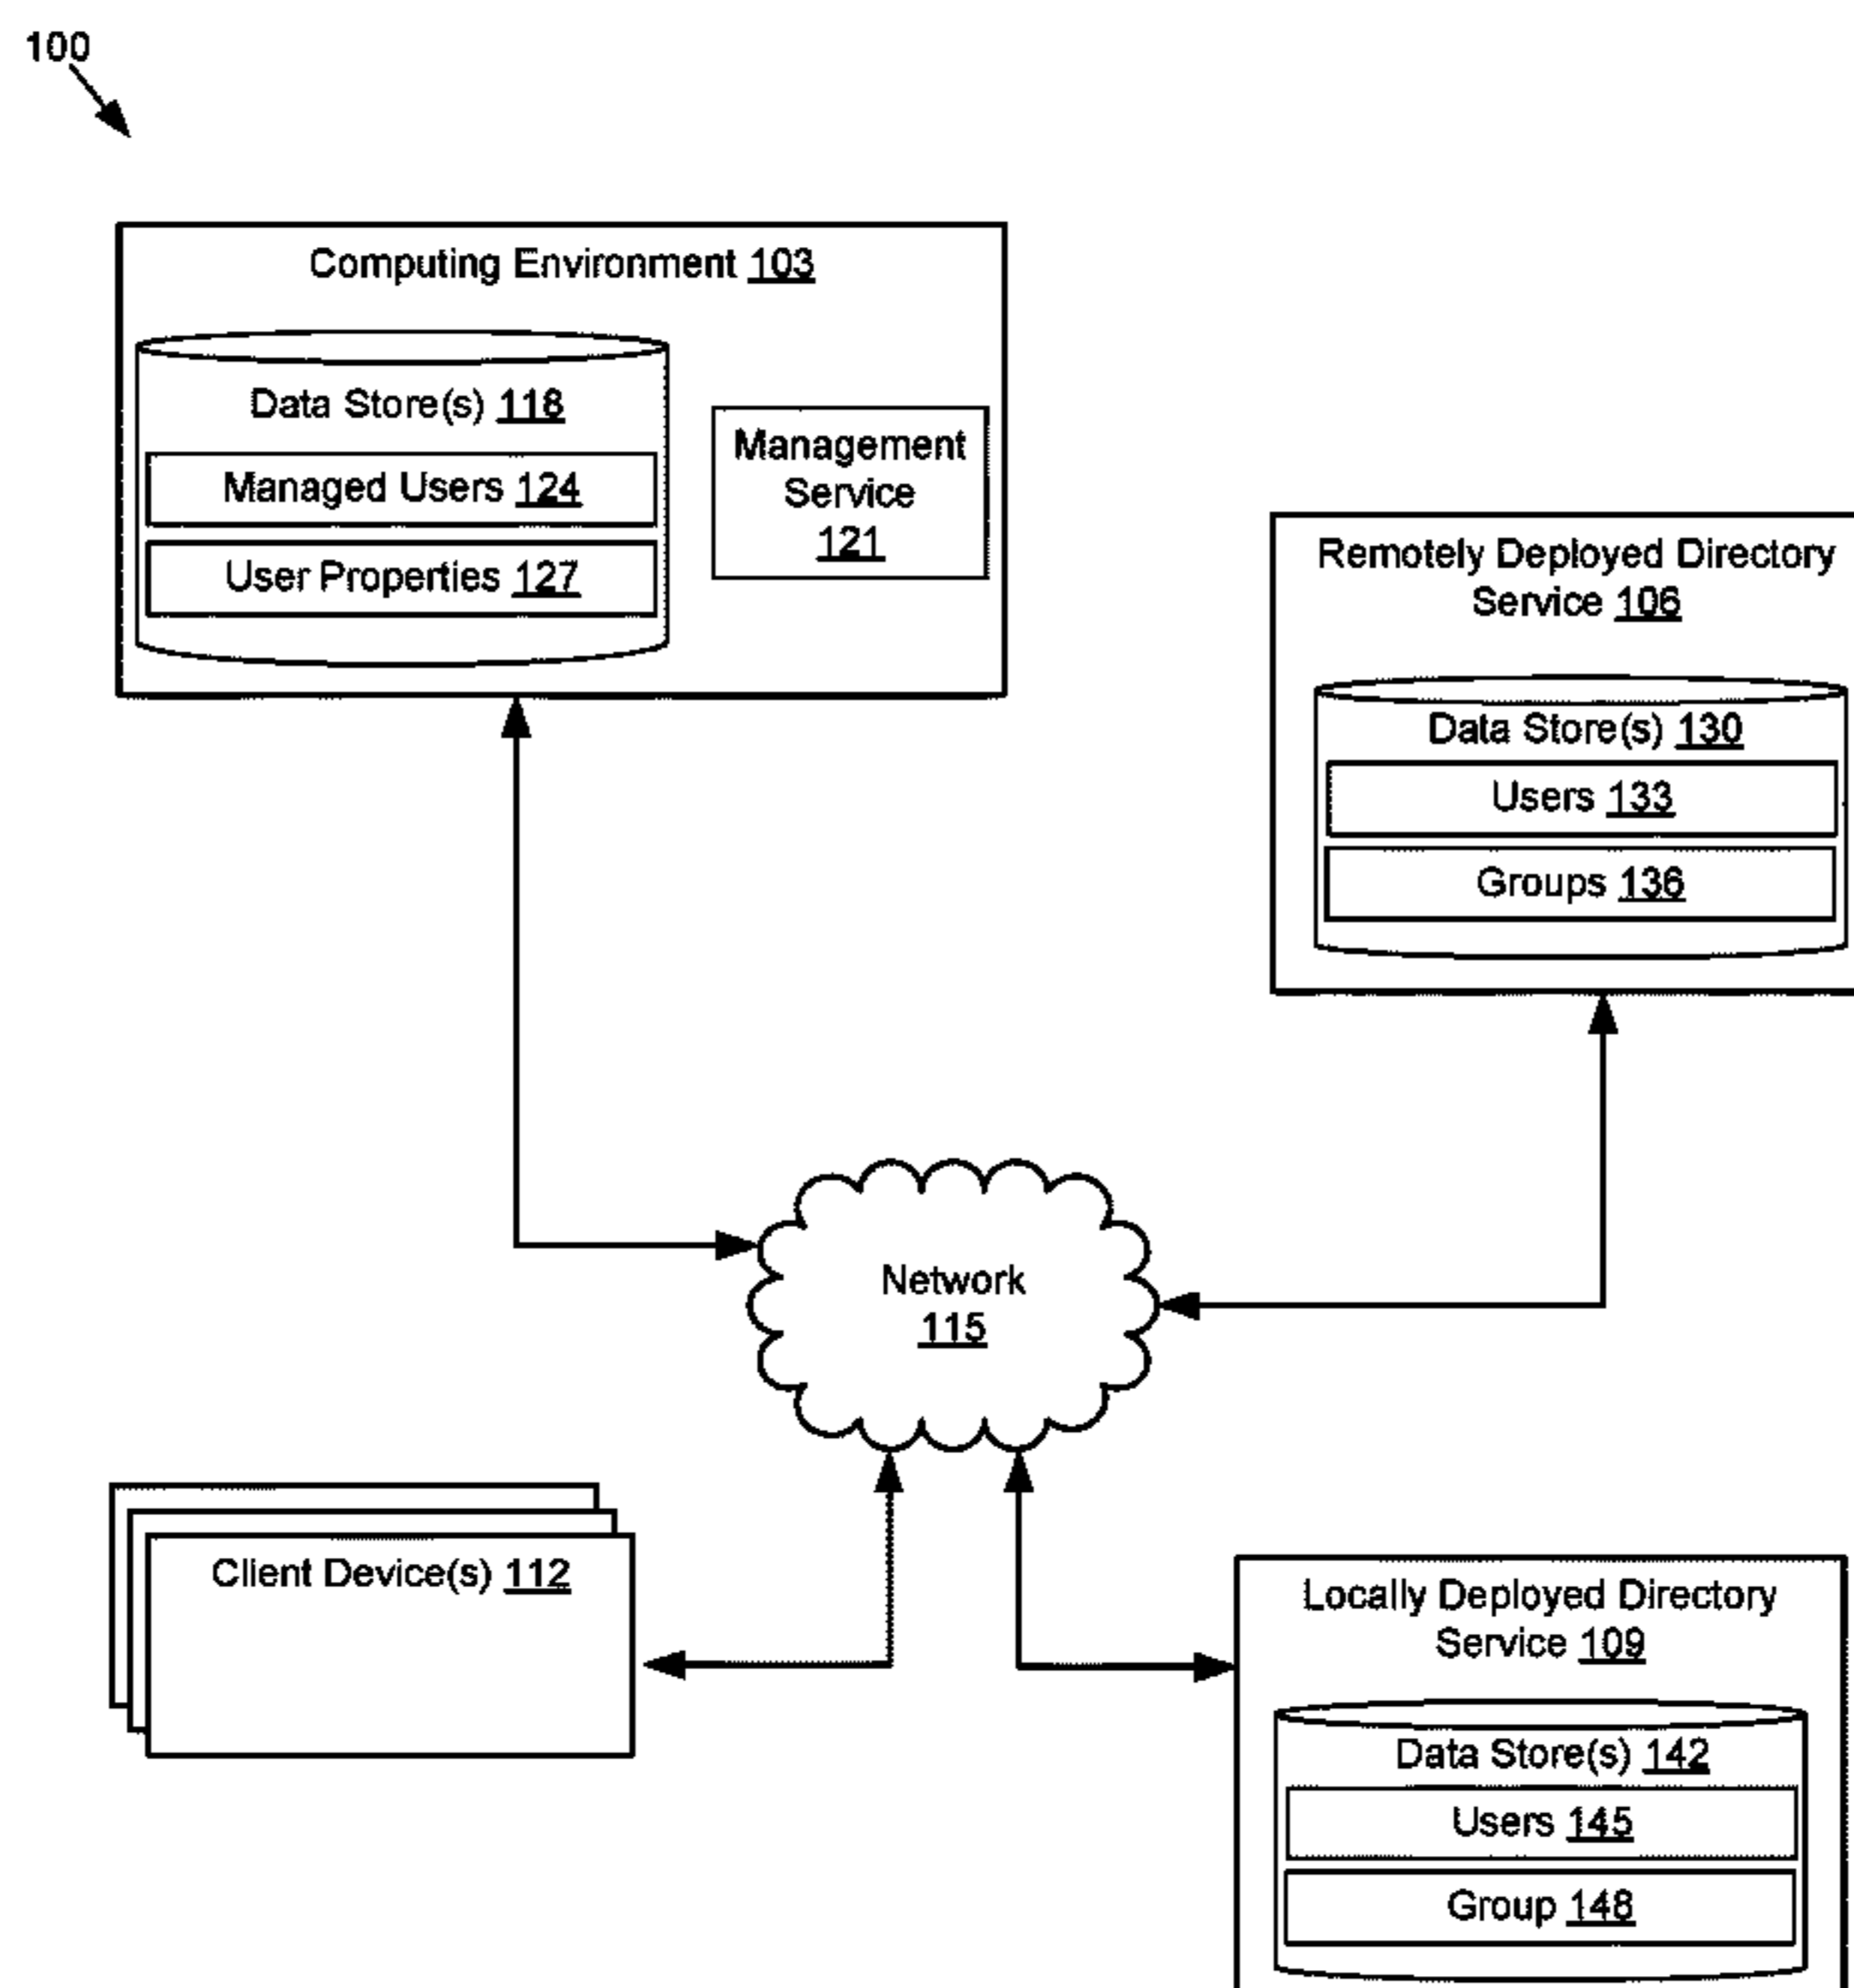 100
Computing Environment 103
Data Store(s) 118
Managed Users 124
User Properties 127
Management
Service
121
Remotely Deployed Directory
Service 106
Data Store(s) 130
Users 133
Groups 136
Network
115
Client Device(s) 112
Locally Deployed Directory
Service 109
Data Store(s) 142
Users 145
Group 148